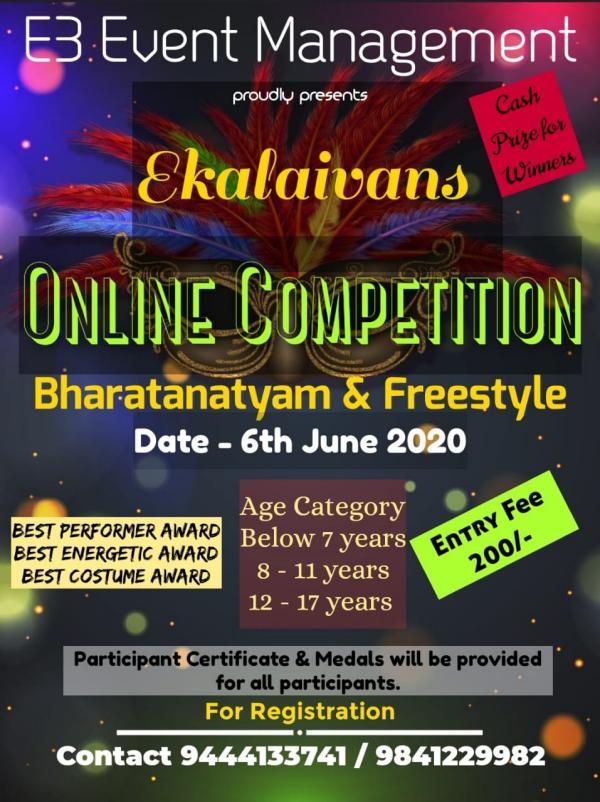 E3 Event Management
proudly presents
Cash
Prize for
Winners
Ekalaivans
Online Competition
Bharatanatyam & Freestyle
Date - 6th June 2020
BEST PERFORMER AWARD
BEST ENERGETIC AWARD
BEST COSTUME AWARD
Age Category
Below 7 years
8 - 11 years
12 - 17 years
Entry Fee
200/-
Participant Certificate & Medals will be provided
for all participants.
For Registration
Contact 9444133741 / 9841229982